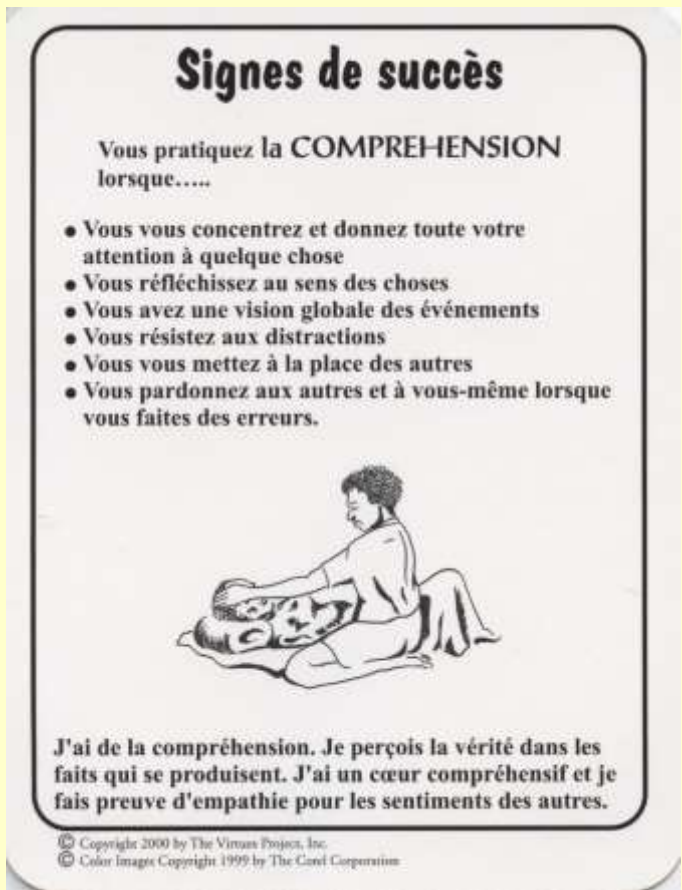 Signes de succès
Vous pratiquez la COMPREHENSION
lorsque.....
• Vous vous concentrez et donnez toute votre
attention à quelque chose
• Vous réfléchissez au sens des choses
• Vous avez une vision globale des événements
• Vous résistez aux distractions
• Vous vous mettez à la place des autres
• Vous pardonnez aux autres et à vous-même lorsque
vous faites des erreurs.
J'ai de la compréhension. Je perçois la vérité dans les
faits qui se produisent. J'ai un cœur compréhensif et je
fais preuve d'empathie pour les sentiments des autres.
© Copyright 2000 by The Virtues Project, Inc.
© Color Images Copyright 1999 by The Corel Corporation